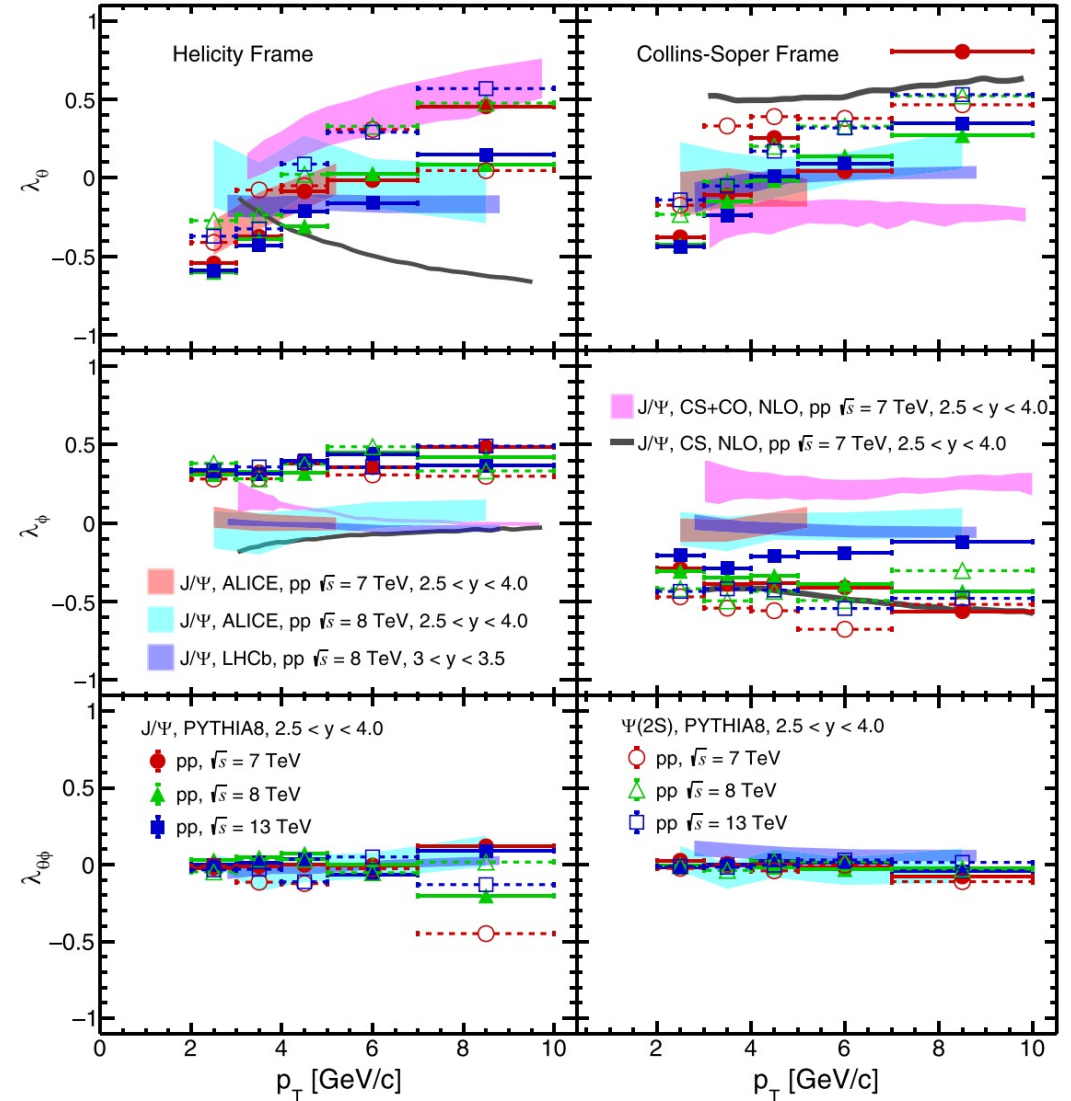 Helicity Frame
Collins-Soper Frame
1
0.5
0
−0.5
−1
λθ
J/Ψ, CS+CO, NLO, pp √s = 7 TeV, 2.5 < y < 4.0
J/Ψ, CS, NLO, pp √s = 7 TeV, 2.5 < y < 4.0
0.5
0
−0.5
−1
λϕ
J/Ψ, ALICE, pp √s = 7 TeV, 2.5 < y < 4.0
J/Ψ, ALICE, pp √s = 8 TeV, 2.5 < y < 4.0
J/Ψ, LHCb, pp √s = 8 TeV, 3 < y < 3.5
1
0.5
0
−0.5
−1
λθϕ
J/Ψ, PYTHIA8, 2.5 < y < 4.0
pp, √s = 7 TeV
pp, √s = 8 TeV
pp, √s = 13 TeV
Ψ(2S), PYTHIA8, 2.5 < y < 4.0
pp √s = 7 TeV
pp √s = 8 TeV
pp √s = 13 TeV
0 2 4 6 8 10
2 4 6 8 10
pT [GeV/c]
pT [GeV/c]